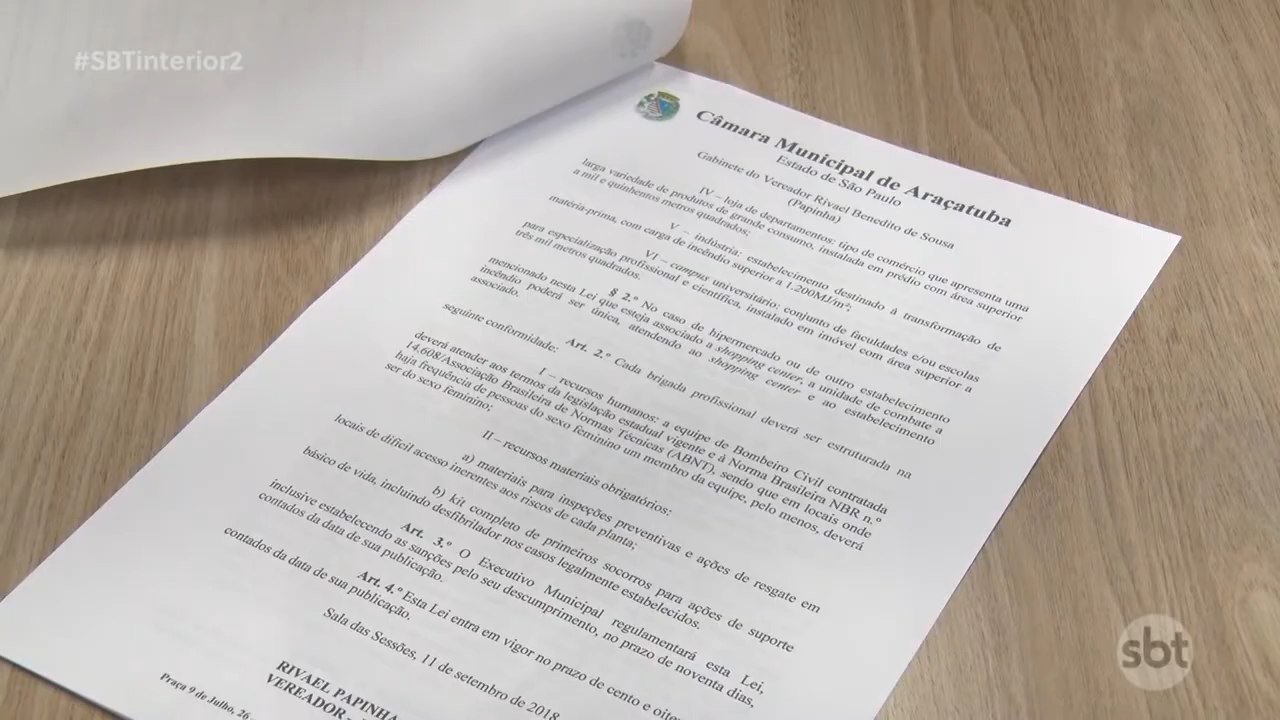 #SBTinterior2
Câmara Municipal de Araçatuba
Estado de São Paulo
Gabinete do Vereador Rivael Benedito de Sousa
(Papinha)
IV – loja de departamentos: tipo de comércio que apresenta uma
larga variedade de produtos de grande consumo, instalada em prédio com área superior
a mil e quinhentos metros quadrados;
V – indústria: estabelecimento destinado à transformação de
matéria-prima, com carga de incêndio superior a 1.200MJ/m²;
VI – campus universitário: conjunto de faculdades e/ou escolas
para especialização profissional e científica, instalado em imóvel com área superior a
três mil metros quadrados.
§ 2.º No caso de hipermercado ou de outro estabelecimento
mencionado nesta Lei que esteja associado a shopping center, a unidade de combate a
incêndio poderá ser única, atendendo ao shopping center e ao estabelecimento
associado.
Art. 2.º Cada brigada profissional deverá ser estruturada na
seguinte conformidade:
I – recursos humanos: a equipe de Bombeiro Civil contratada
deverá atender aos termos da legislação estadual vigente e à Norma Brasileira NBR n.º
14.608/Associação Brasileira de Normas Técnicas (ABNT), sendo que em locais onde
haja frequência de pessoas do sexo feminino um membro da equipe, pelo menos, deverá
ser do sexo feminino;
II – recursos materiais obrigatórios:
a) materiais para inspeções preventivas e ações de resgate em
locais de difícil acesso inerentes aos riscos de cada planta;
b) kit completo de primeiros socorros para ações de suporte
básico de vida, incluindo desfibrilador nos casos legalmente estabelecidos.
Art. 3.º O Executivo Municipal regulamentará esta Lei,
inclusive estabelecendo as sanções pelo seu descumprimento, no prazo de noventa dias,
contados da data de sua publicação.
Art. 4.º Esta Lei entra em vigor no prazo de cento e oiten
contados da data de sua publicação.
Sala das Sessões, 11 de setembro de 2018
RIVAEL PAPINHA
VEREADOR -
Praça 9 de Julho, 26
sbt